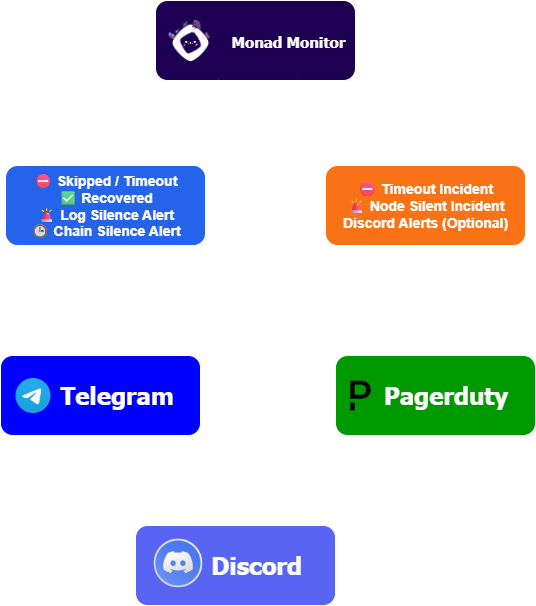 Monad Monitor
⛔ Skipped / Timeout
✅ Recovered
🚨 Log Silence Alert
🕒 Chain Silence Alert
⛔ Timeout Incident
🚨 Node Silent Incident
Discord Alerts (Optional)
Telegram
Pagerduty
Discord